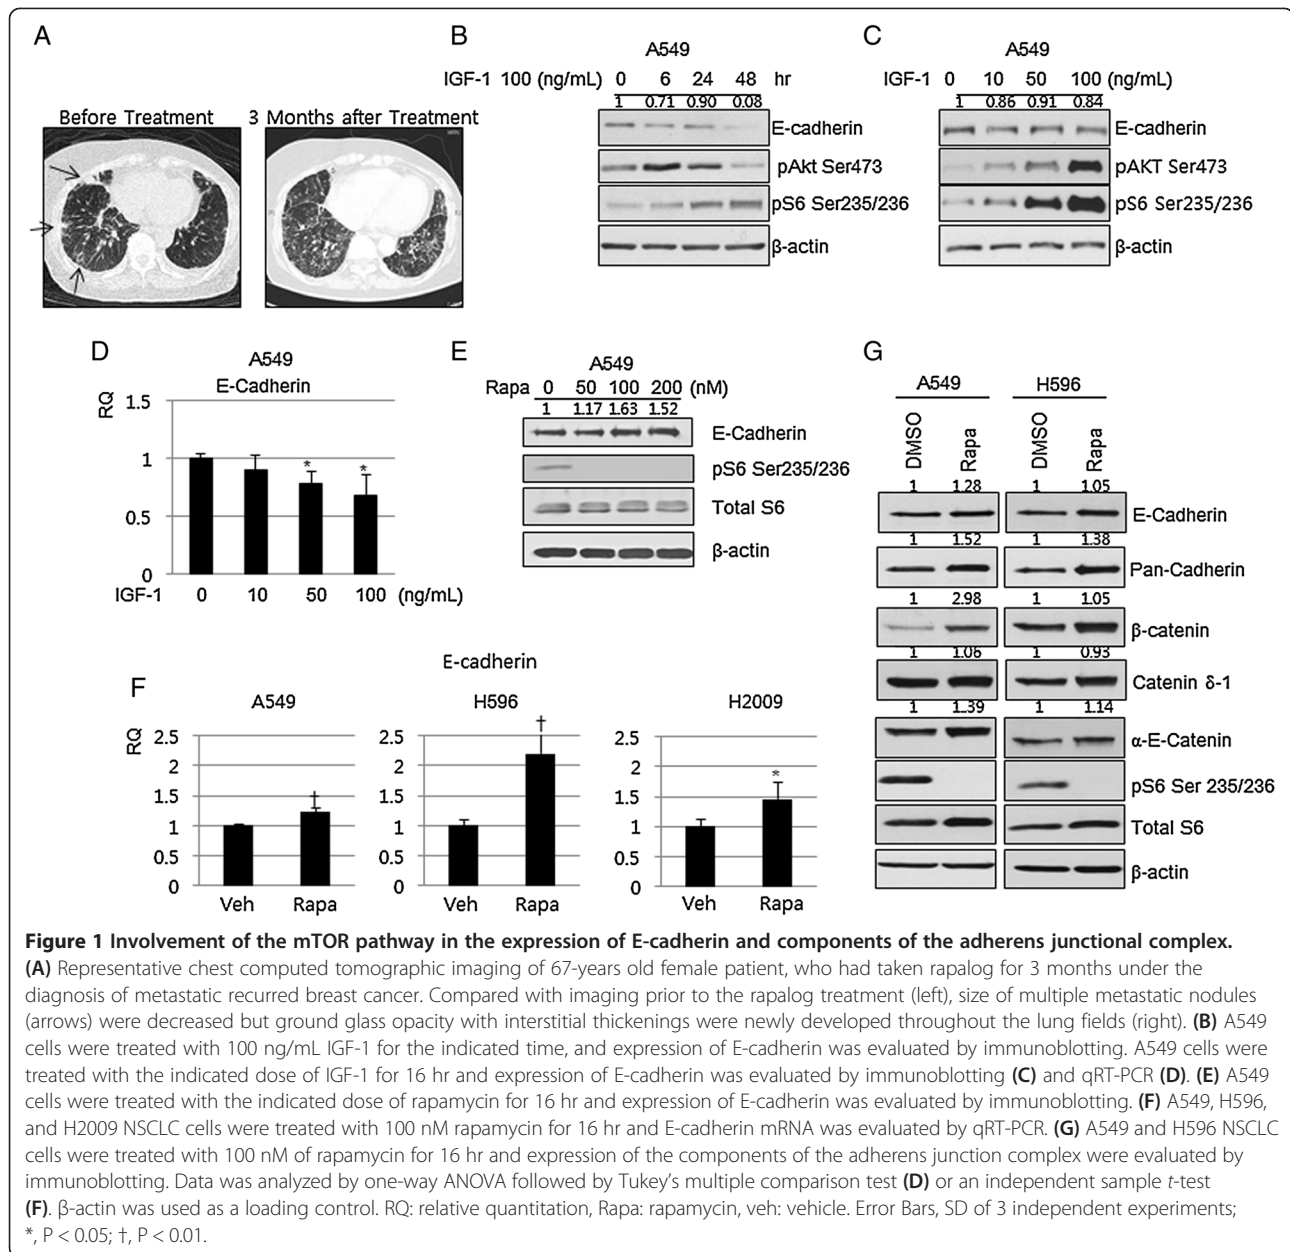 A
Before Treatment 3 Months after Treatment
B
A549
IGF-1 100 (ng/mL) 0 6 24 48 hr
1 0.71 0.90 0.08
E-cadherin
pAkt Ser473
pS6 Ser235/236
β-actin
C
A549
IGF-1 0 10 50 100 (ng/mL)
1 0.86 0.91 0.84
E-cadherin
pAKT Ser473
pS6 Ser235/236
β-actin
D
A549
E-Cadherin
RQ
1.5
1
0.5
0
* *
IGF-1 0 10 50 100 (ng/mL)
E
A549
Rapa 0 50 100 200 (nM)
1 1.17 1.63 1.52
E-Cadherin
pS6 Ser235/236
Total S6
β-actin
F
E-cadherin
A549
RQ
2.5
2
1.5
1
0.5
0
†
Veh Rapa
H596
2.5
2
1.5
1
0.5
0
†
Veh Rapa
H2009
2.5
2
1.5
1
0.5
0
*
Veh Rapa
G
A549 H596
DMSO Rapa DMSO Rapa
1 1.28 1 1.05
E-Cadherin
1 1.52 1 1.38
Pan-Cadherin
1 2.98 1 1.05
β-catenin
1 1.06 1 0.93
Catenin δ-1
1 1.39 1 1.14
α-E-Catenin
pS6 Ser 235/236
Total S6
β-actin
Figure 1 Involvement of the mTOR pathway in the expression of E-cadherin and components of the adherens junctional complex.
(A) Representative chest computed tomographic imaging of 67-years old female patient, who had taken rapalog for 3 months under the
diagnosis of metastatic recurred breast cancer. Compared with imaging prior to the rapalog treatment (left), size of multiple metastatic nodules
(arrows) were decreased but ground glass opacity with interstitial thickenings were newly developed throughout the lung fields (right). (B) A549
cells were treated with 100 ng/mL IGF-1 for the indicated time, and expression of E-cadherin was evaluated by immunoblotting. A549 cells were
treated with the indicated dose of IGF-1 for 16 hr and expression of E-cadherin was evaluated by immunoblotting (C) and qRT-PCR (D). (E) A549
cells were treated with the indicated dose of rapamycin for 16 hr and expression of E-cadherin was evaluated by immunoblotting. (F) A549, H596,
and H2009 NSCLC cells were treated with 100 nM rapamycin for 16 hr and E-cadherin mRNA was evaluated by qRT-PCR. (G) A549 and H596 NSCLC
cells were treated with 100 nM of rapamycin for 16 hr and expression of the components of the adherens junction complex were evaluated by
immunoblotting. Data was analyzed by one-way ANOVA followed by Tukey's multiple comparison test (D) or an independent sample t-test
(F). β-actin was used as a loading control. RQ: relative quantitation, Rapa: rapamycin, veh: vehicle. Error Bars, SD of 3 independent experiments;
*, P < 0.05; †, P < 0.01.